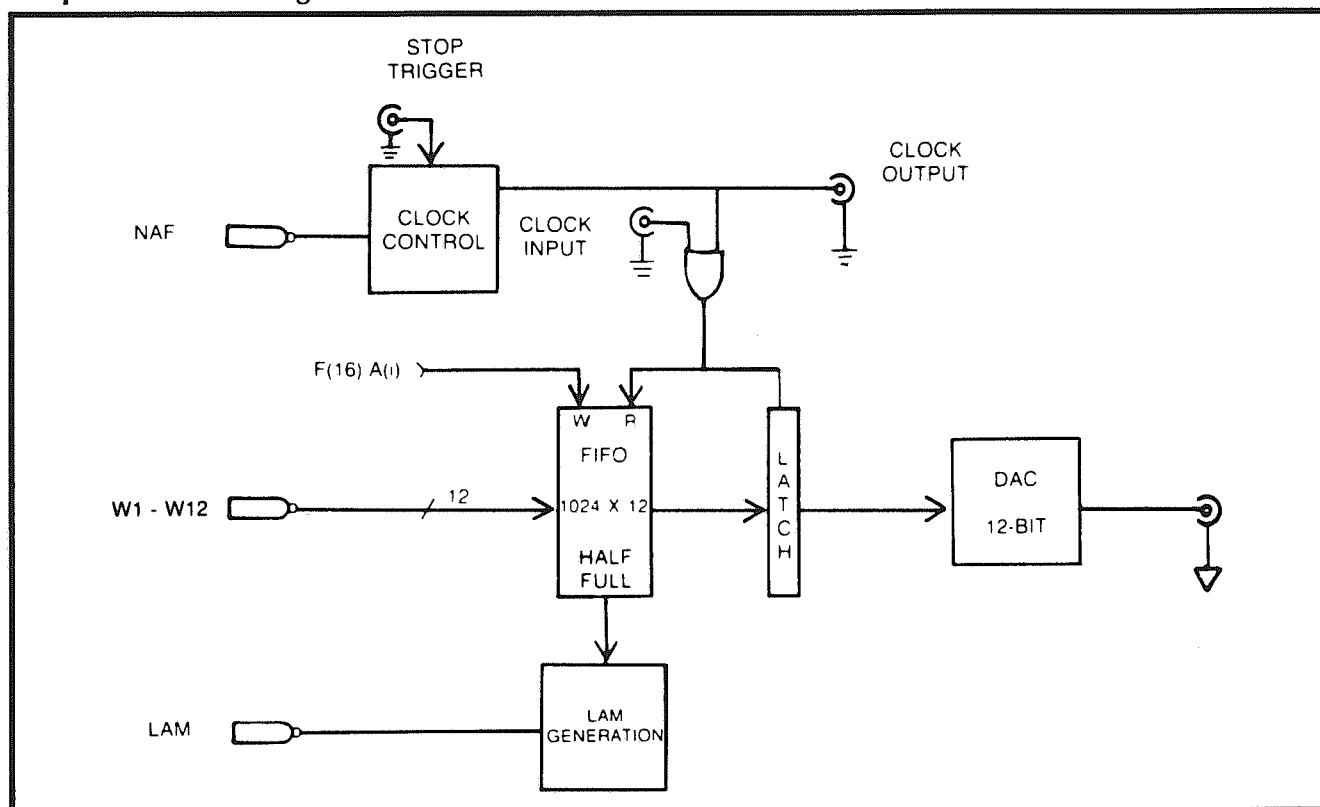 STOP
TRIGGER
CLOCK
OUTPUT
NAF
CLOCK
CONTROL
CLOCK
INPUT
F(16) A(i)
W R
FIFO
1024 X 12
HALF
FULL
W1 - W12
12
LATCH
DAC
12-BIT
LAM
LAM
GENERATION